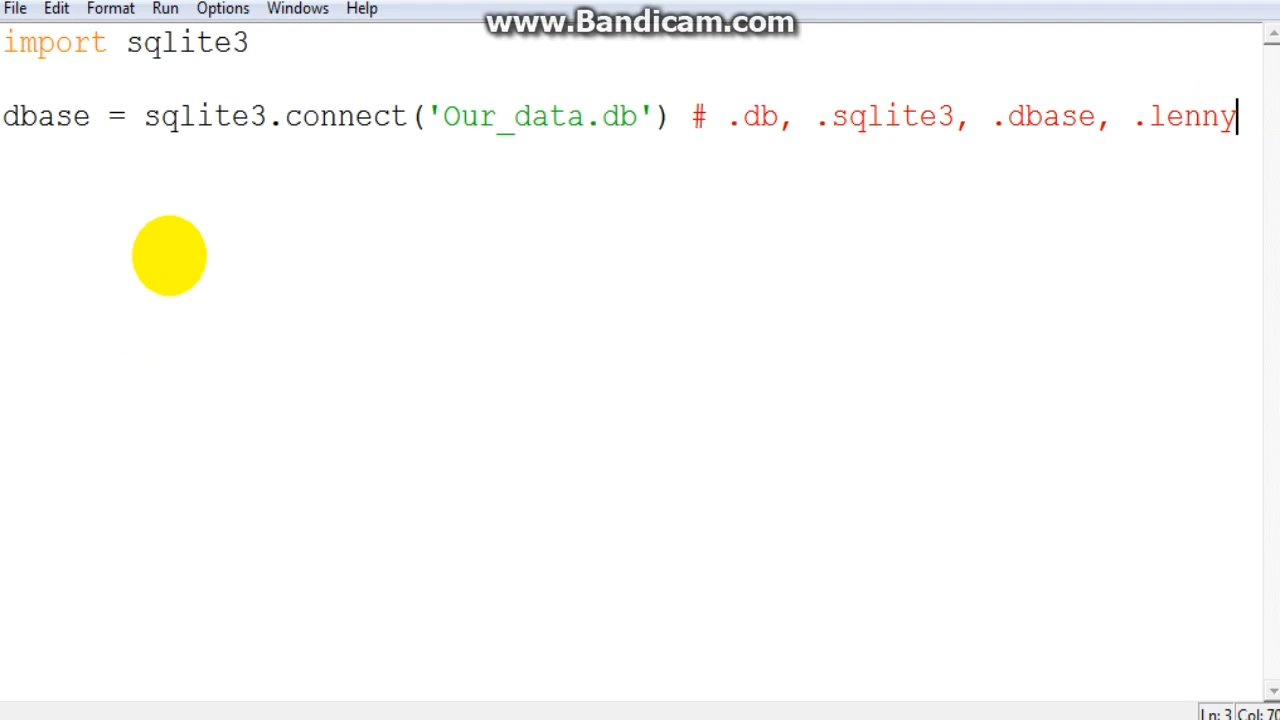 File Edit Format Run Options Windows Help
www.Bandicam.com
import sqlite3
dbase = sqlite3.connect('Our_data.db') # .db, .sqlite3, .dbase, .lenny
Ln: 3 Col: 70